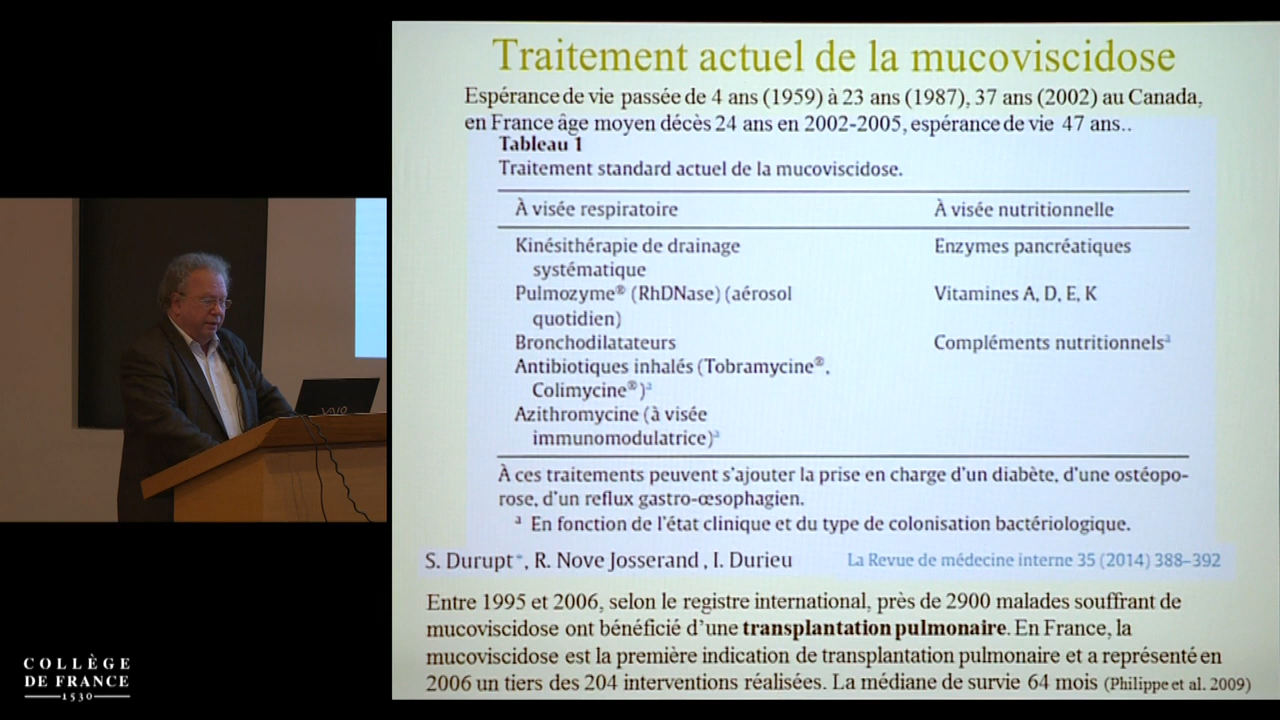 Traitement actuel de la mucoviscidose
Espérance de vie passée de 4 ans (1959) à 23 ans (1987), 37 ans (2002) au Canada,
en France âge moyen décès 24 ans en 2002-2005, espérance de vie 47 ans..
Tableau 1
Traitement standard actuel de la mucoviscidose.
À visée respiratoire
À visée nutritionnelle
Kinésithérapie de drainage
systématique
Enzymes pancréatiques
Pulmozyme® (RhDNase) (aérosol
quotidien)
Vitamines A, D, E, K
Bronchodilatateurs
Compléments nutritionnelsª
Antibiotiques inhalés (Tobramycine®,
Colimycine®)ª
Azithromycine (à visée
immunomodulatrice)ª
À ces traitements peuvent s'ajouter la prise en charge d'un diabète, d'une ostéopo-
rose, d'un reflux gastro-œsophagien.
ª En fonction de l'état clinique et du type de colonisation bactériologique.
S. Durupt*, R. Nove Josserand , I. Durieu
La Revue de médecine interne 35 (2014) 388–392
Entre 1995 et 2006, selon le registre international, près de 2900 malades souffrant de
mucoviscidose ont bénéficié d'une transplantation pulmonaire. En France, la
mucoviscidose est la première indication de transplantation pulmonaire et a représenté en
2006 un tiers des 204 interventions réalisées. La médiane de survie 64 mois (Philippe et al. 2009)
VAIO
COLLÈGE
DE FRANCE
1530